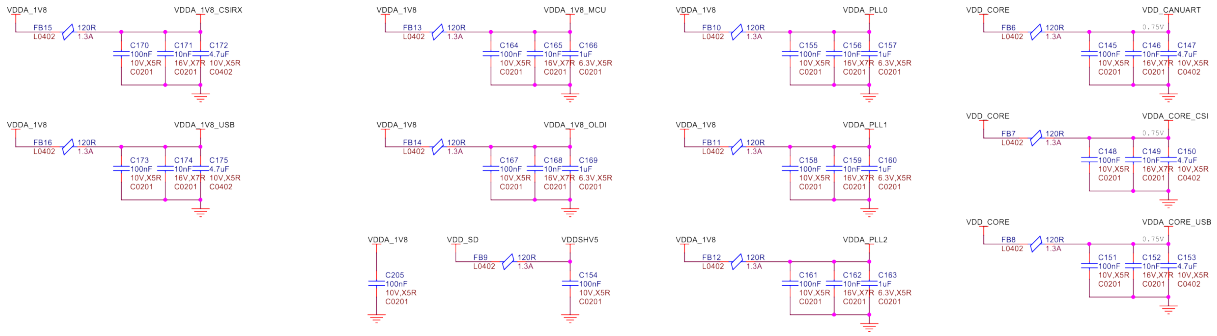 VDDA_1V8 VDDA_1V8_CSIRX
FB15 120R
L0402 1.3A
C170 C171 C172
100nF 10nF 4.7uF
10V,X5R 16V,X7R 10V,X5R
C0201 C0201 C0402
VDDA_1V8 VDDA_1V8_MCU
FB13 120R
L0402 1.3A
C164 C165 C166
100nF 10nF 1uF
10V,X5R 16V,X7R 6.3V,X5R
C0201 C0201 C0201
VDDA_1V8 VDDA_PLL0
FB10 120R
L0402 1.3A
C155 C156 C157
100nF 10nF 1uF
10V,X5R 16V,X7R 6.3V,X5R
C0201 C0201 C0201
VDD_CORE VDD_CANUART
0.75V
FB6 120R
L0402 1.3A
C145 C146 C147
100nF 10nF 4.7uF
10V,X5R 16V,X7R 10V,X5R
C0201 C0201 C0402
VDDA_1V8 VDDA_1V8_USB
FB16 120R
L0402 1.3A
C173 C174 C175
100nF 10nF 4.7uF
10V,X5R 16V,X7R 10V,X5R
C0201 C0201 C0402
VDDA_1V8 VDDA_1V8_OLDI
FB14 120R
L0402 1.3A
C167 C168 C169
100nF 10nF 1uF
10V,X5R 16V,X7R 6.3V,X5R
C0201 C0201 C0201
VDDA_1V8 VDDA_PLL1
FB11 120R
L0402 1.3A
C158 C159 C160
100nF 10nF 1uF
10V,X5R 16V,X7R 6.3V,X5R
C0201 C0201 C0201
VDD_CORE VDDA_CORE_CSI
0.75V
FB7 120R
L0402 1.3A
C148 C149 C150
100nF 10nF 4.7uF
10V,X5R 16V,X7R 10V,X5R
C0201 C0201 C0402
VDDA_1V8
C205
100nF
10V,X5R
C0201
VDD_SD VDDSHV5
FB9 120R
L0402 1.3A
C154
100nF
10V,X5R
C0201
VDDA_1V8 VDDA_PLL2
FB12 120R
L0402 1.3A
C161 C162 C163
100nF 10nF 1uF
10V,X5R 16V,X7R 6.3V,X5R
C0201 C0201 C0201
VDD_CORE VDDA_CORE_USB
0.75V
FB8 120R
L0402 1.3A
C151 C152 C153
100nF 10nF 4.7uF
10V,X5R 16V,X7R 10V,X5R
C0201 C0201 C0402